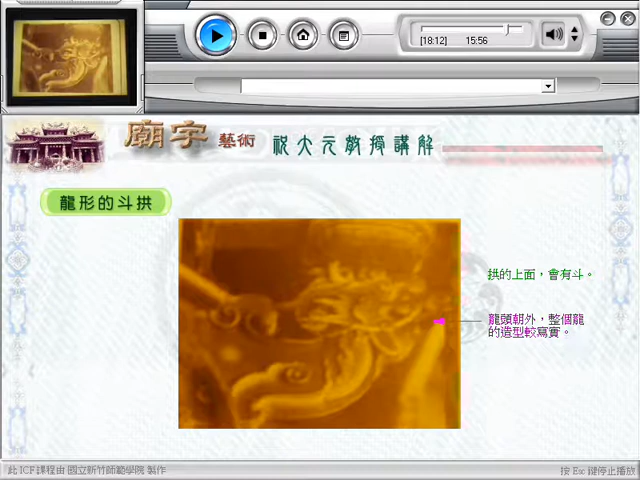 [18:12] 15:56
廟宇藝術 祝大元教授講解
龍形的斗拱
拱的上面，會有斗。
龍頭朝外，整個龍
的造型較寫實。
此 ICF 課程由 國立新竹師範學院 製作
按 Esc 鍵停止播放